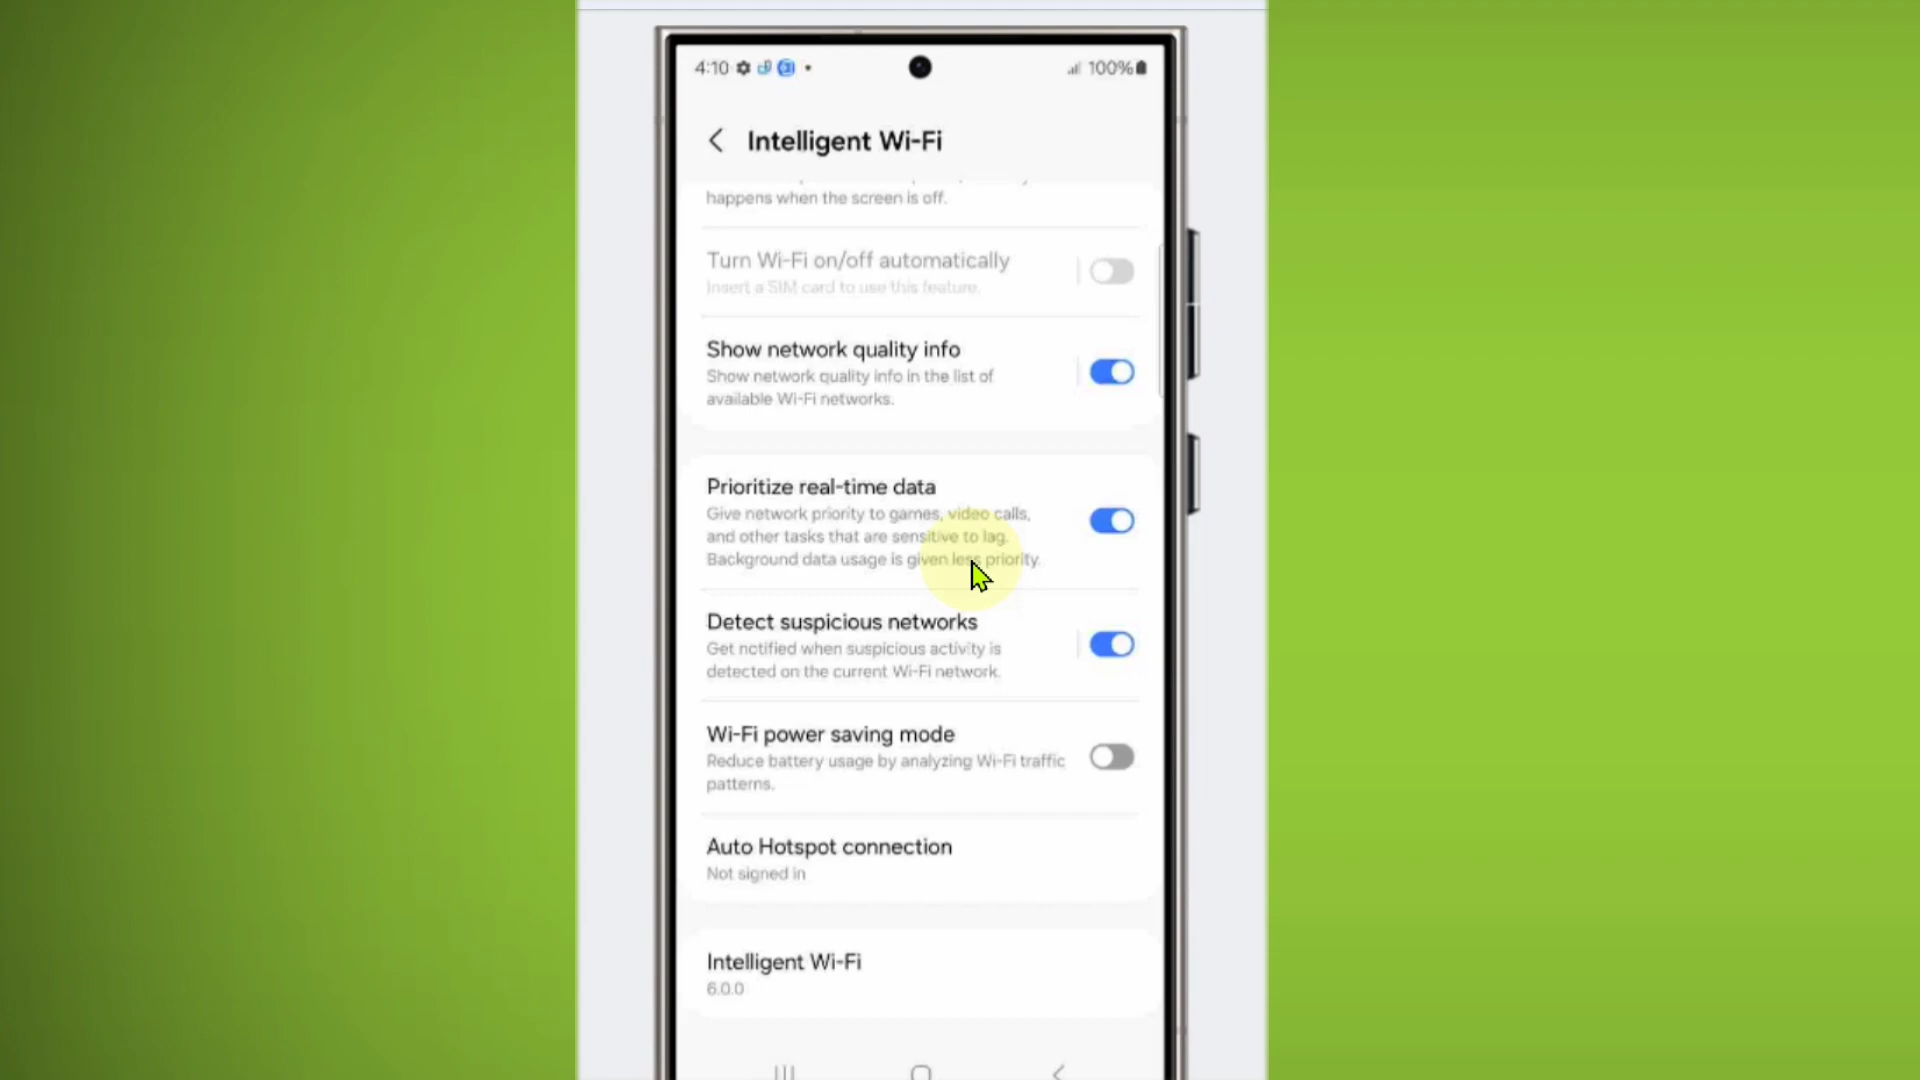 4:10
100%
Intelligent Wi-Fi
happens when the screen is off.
Turn Wi-Fi on/off automatically
Insert a SIM card to use this feature.
Show network quality info
Show network quality info in the list of
available Wi-Fi networks.
Prioritize real-time data
Give network priority to games, video calls,
and other tasks that are sensitive to lag.
Background data usage is given less priority.
Detect suspicious networks
Get notified when suspicious activity is
detected on the current Wi-Fi network.
Wi-Fi power saving mode
Reduce battery usage by analyzing Wi-Fi traffic
patterns.
Auto Hotspot connection
Not signed in
Intelligent Wi-Fi
6.0.0